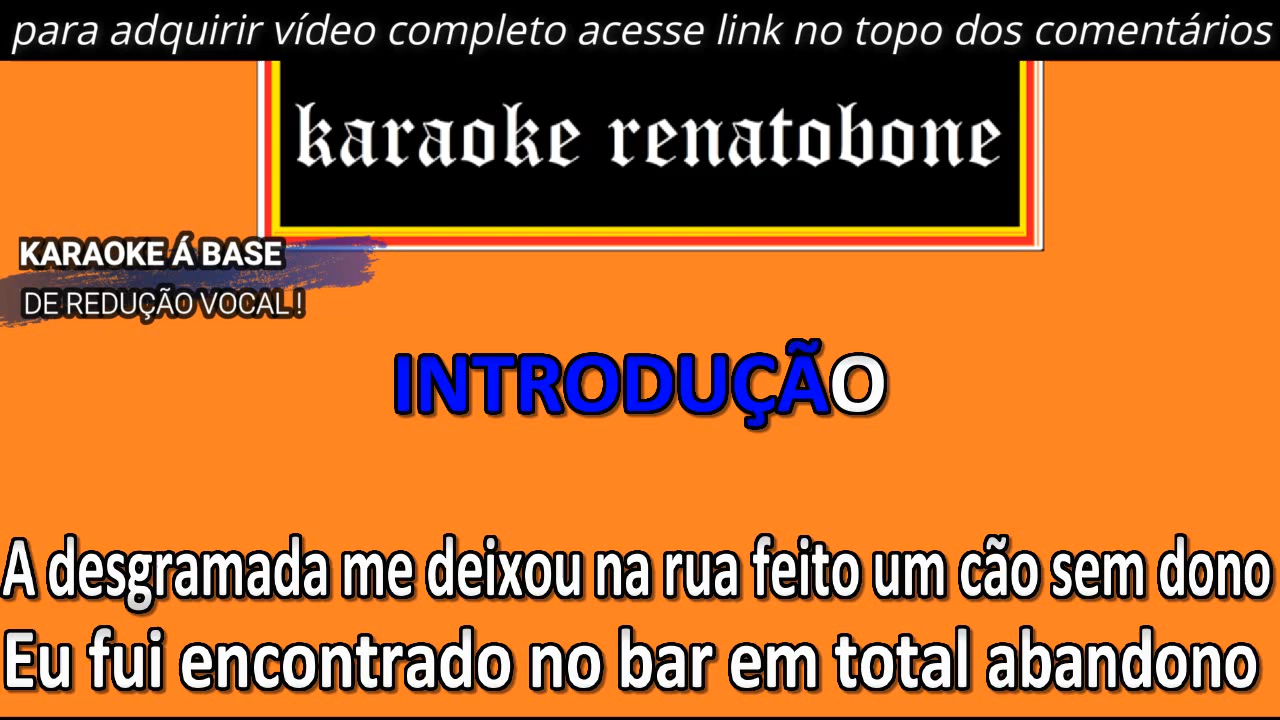 para adquirir vídeo completo acesse link no topo dos comentários
karaoke renatobone
KARAOKE Á BASE
DE REDUÇÃO VOCAL !
INTRODUÇÃO
A desgramada me deixou na rua feito um cão sem dono
Eu fui encontrado no bar em total abandono